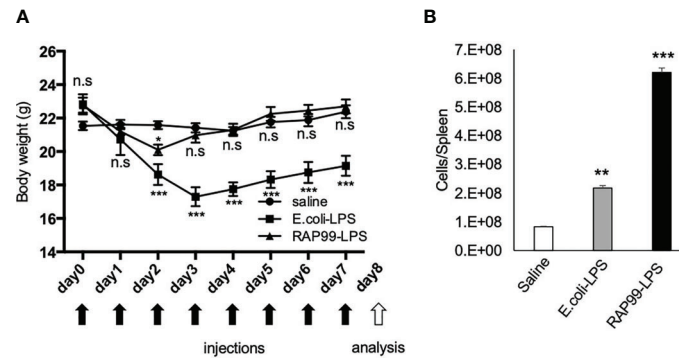 A
Body weight (g)
26
24
22
20
18
16
14
n.s
n.s
*
***
n.s
***
n.s
***
n.s
***
n.s
***
n.s
***
saline
E.coli-LPS
RAP99-LPS
day0
day1
day2
day3
day4
day5
day6
day7
day8
injections
analysis
B
Cells/Spleen
7.E+08
6.E+08
5.E+08
4.E+08
3.E+08
2.E+08
1.E+08
0.E+00
**
***
Saline
E.coli-LPS
RAP99-LPS